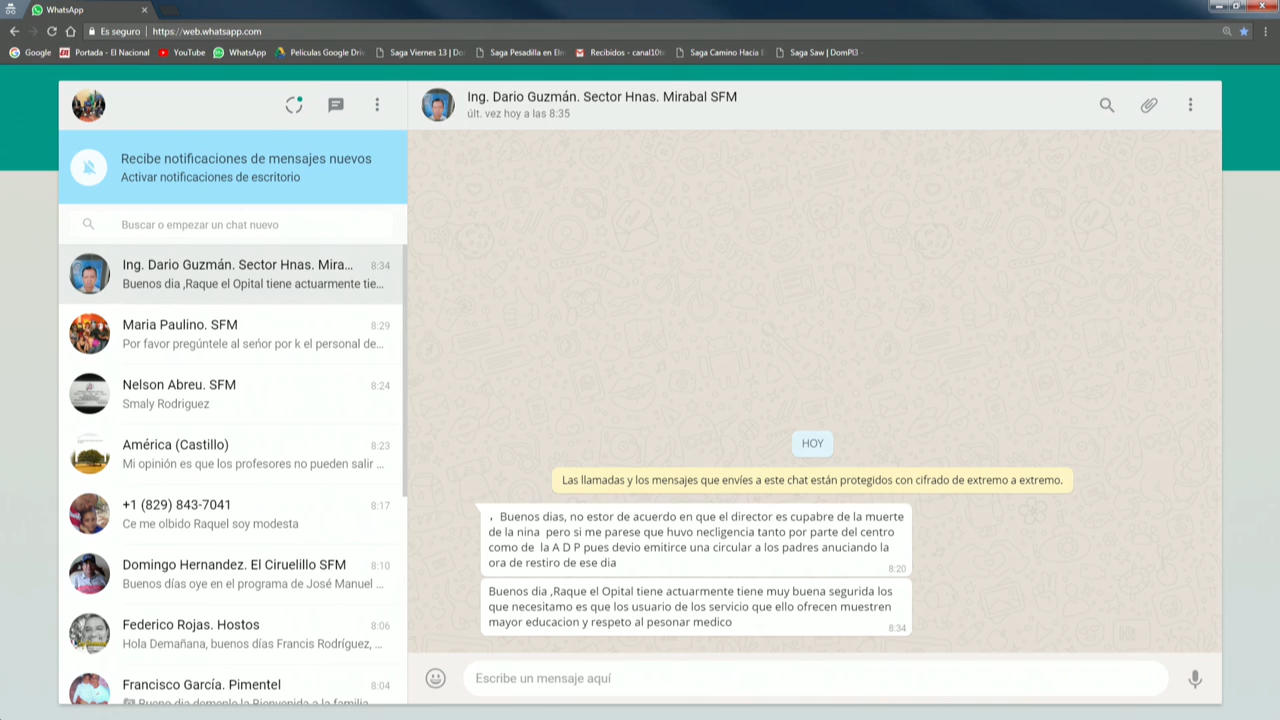 WhatsApp
Es seguro | https://web.whatsapp.com
Google Portada - El Nacional YouTube WhatsApp Peliculas Google Dri Saga Viernes 13 | Do Saga Pesadilla en El Recibidos - canal10te Saga Camino Hacia Saga Saw | DomPl3
Ing. Dario Guzmán. Sector Hnas. Mirabal SFM
últ. vez hoy a las 8:35
Recibe notificaciones de mensajes nuevos
Activar notificaciones de escritorio
Buscar o empezar un chat nuevo
Ing. Dario Guzmán. Sector Hnas. Mira... 8:34
Buenos dia ,Raque el Opital tiene actuarmente tie...
Maria Paulino. SFM 8:29
Por favor pregúntele al señor por k el personal de...
Nelson Abreu. SFM 8:24
Smaly Rodriguez
América (Castillo) 8:23
Mi opinión es que los profesores no pueden salir ...
+1 (829) 843-7041 8:17
Ce me olbido Raquel soy modesta
Domingo Hernandez. El Ciruelillo SFM 8:10
Buenos días oye en el programa de José Manuel ...
Federico Rojas. Hostos 8:06
Hola Demañana, buenos días Francis Rodríguez, ...
Francisco García. Pimentel 8:04
Bueno dia demenle la Bienvenida a la familia
HOY
Las llamadas y los mensajes que envíes a este chat están protegidos con cifrado de extremo a extremo.
, Buenos dias, no estor de acuerdo en que el director es cupabre de la muerte
de la nina pero si me parese que huvo necligencia tanto por parte del centro
como de la A D P pues devio emitirce una circular a los padres anuciando la
ora de restiro de ese dia
8:20
Buenos dia ,Raque el Opital tiene actuarmente tiene muy buena segurida los
que necesitamo es que los usuario de los servicio que ello ofrecen muestren
mayor educacion y respeto al pesonar medico
8:34
Escribe un mensaje aquí